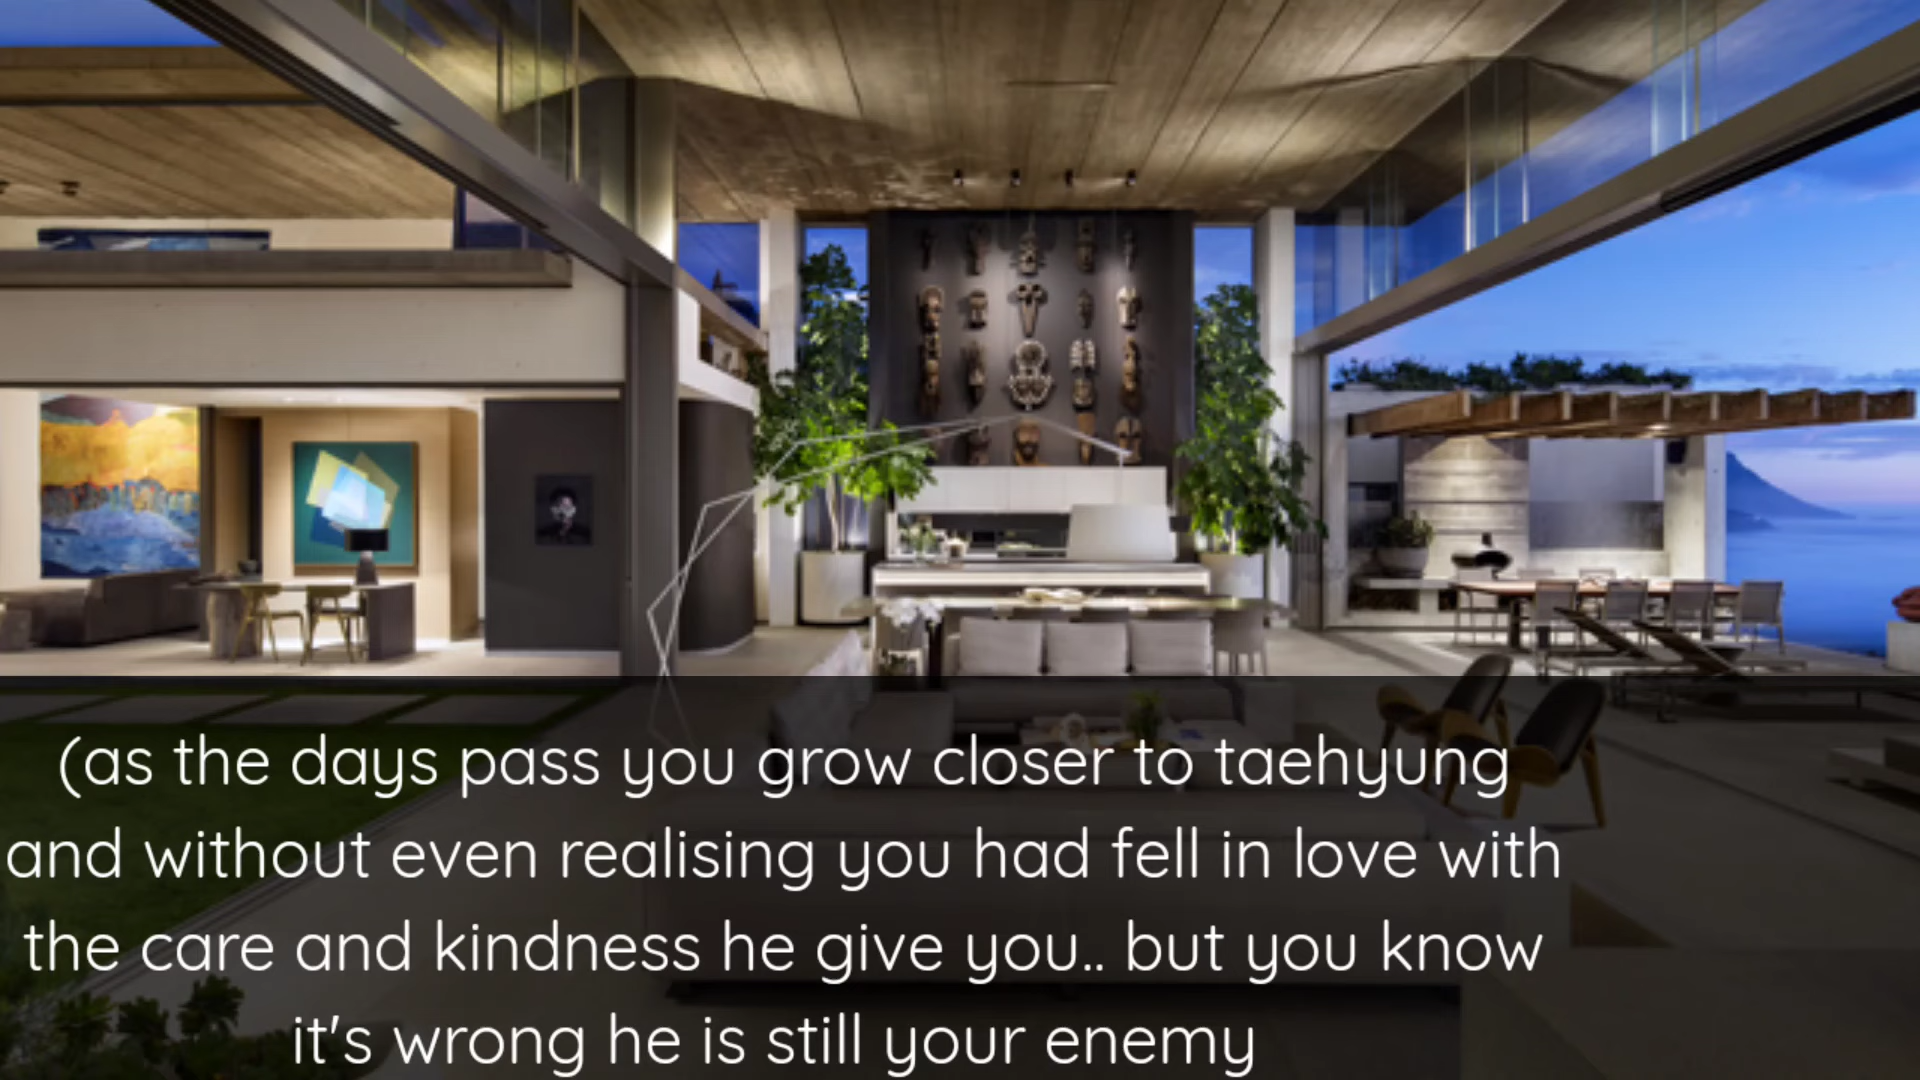 (as the days pass you grow closer to taehyung
and without even realising you had fell in love with
the care and kindness he give you.. but you know
it's wrong he is still your enemy